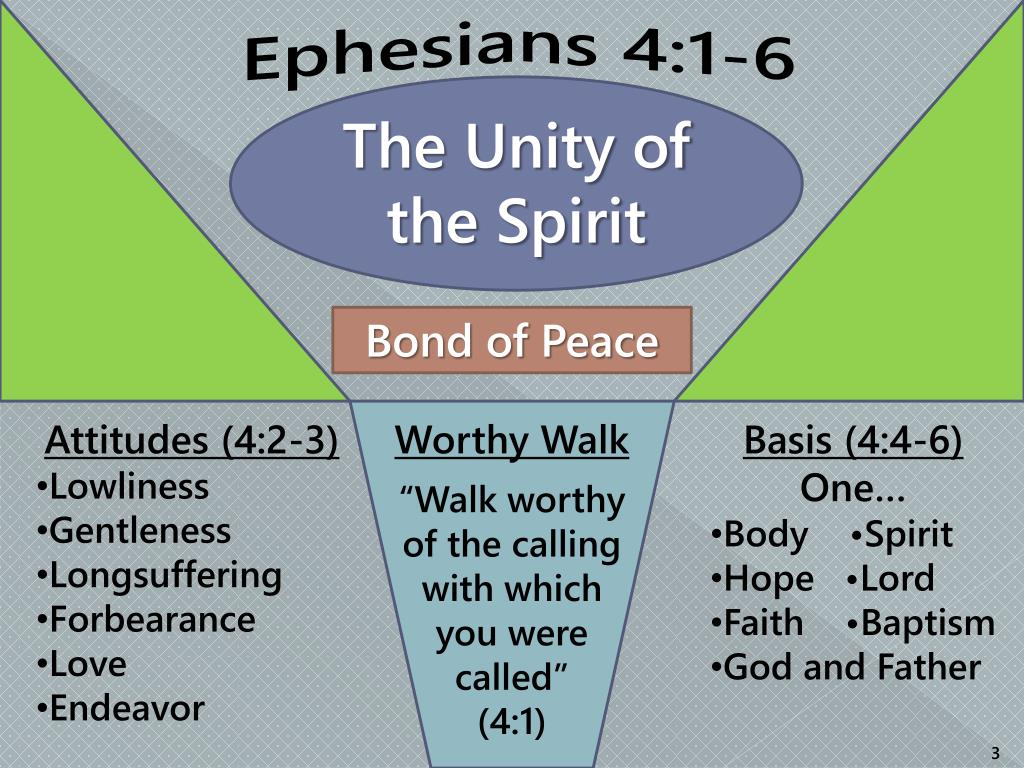 Ephesians 4:1-6
The Unity of
the Spirit
Bond of Peace
Attitudes (4:2-3)
•Lowliness
•Gentleness
•Longsuffering
•Forbearance
•Love
•Endeavor
Worthy Walk
“Walk worthy
of the calling
with which
you were
called”
(4:1)
Basis (4:4-6)
One…
•Body •Spirit
•Hope •Lord
•Faith •Baptism
•God and Father
3